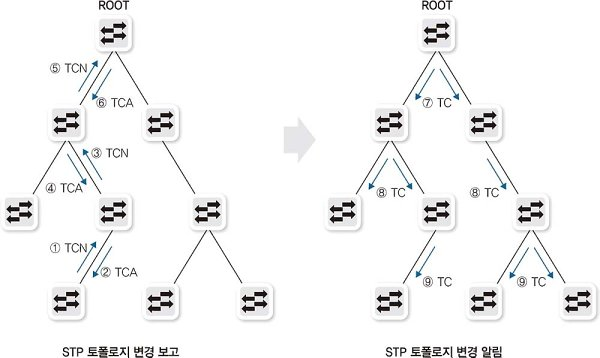 ROOT
⑤ TCN
⑥ TCA
③ TCN
④ TCA
① TCN
② TCA
STP 토폴로지 변경 보고
ROOT
⑦ TC
⑧ TC
⑧ TC
⑨ TC
⑨ TC
STP 토폴로지 변경 알림